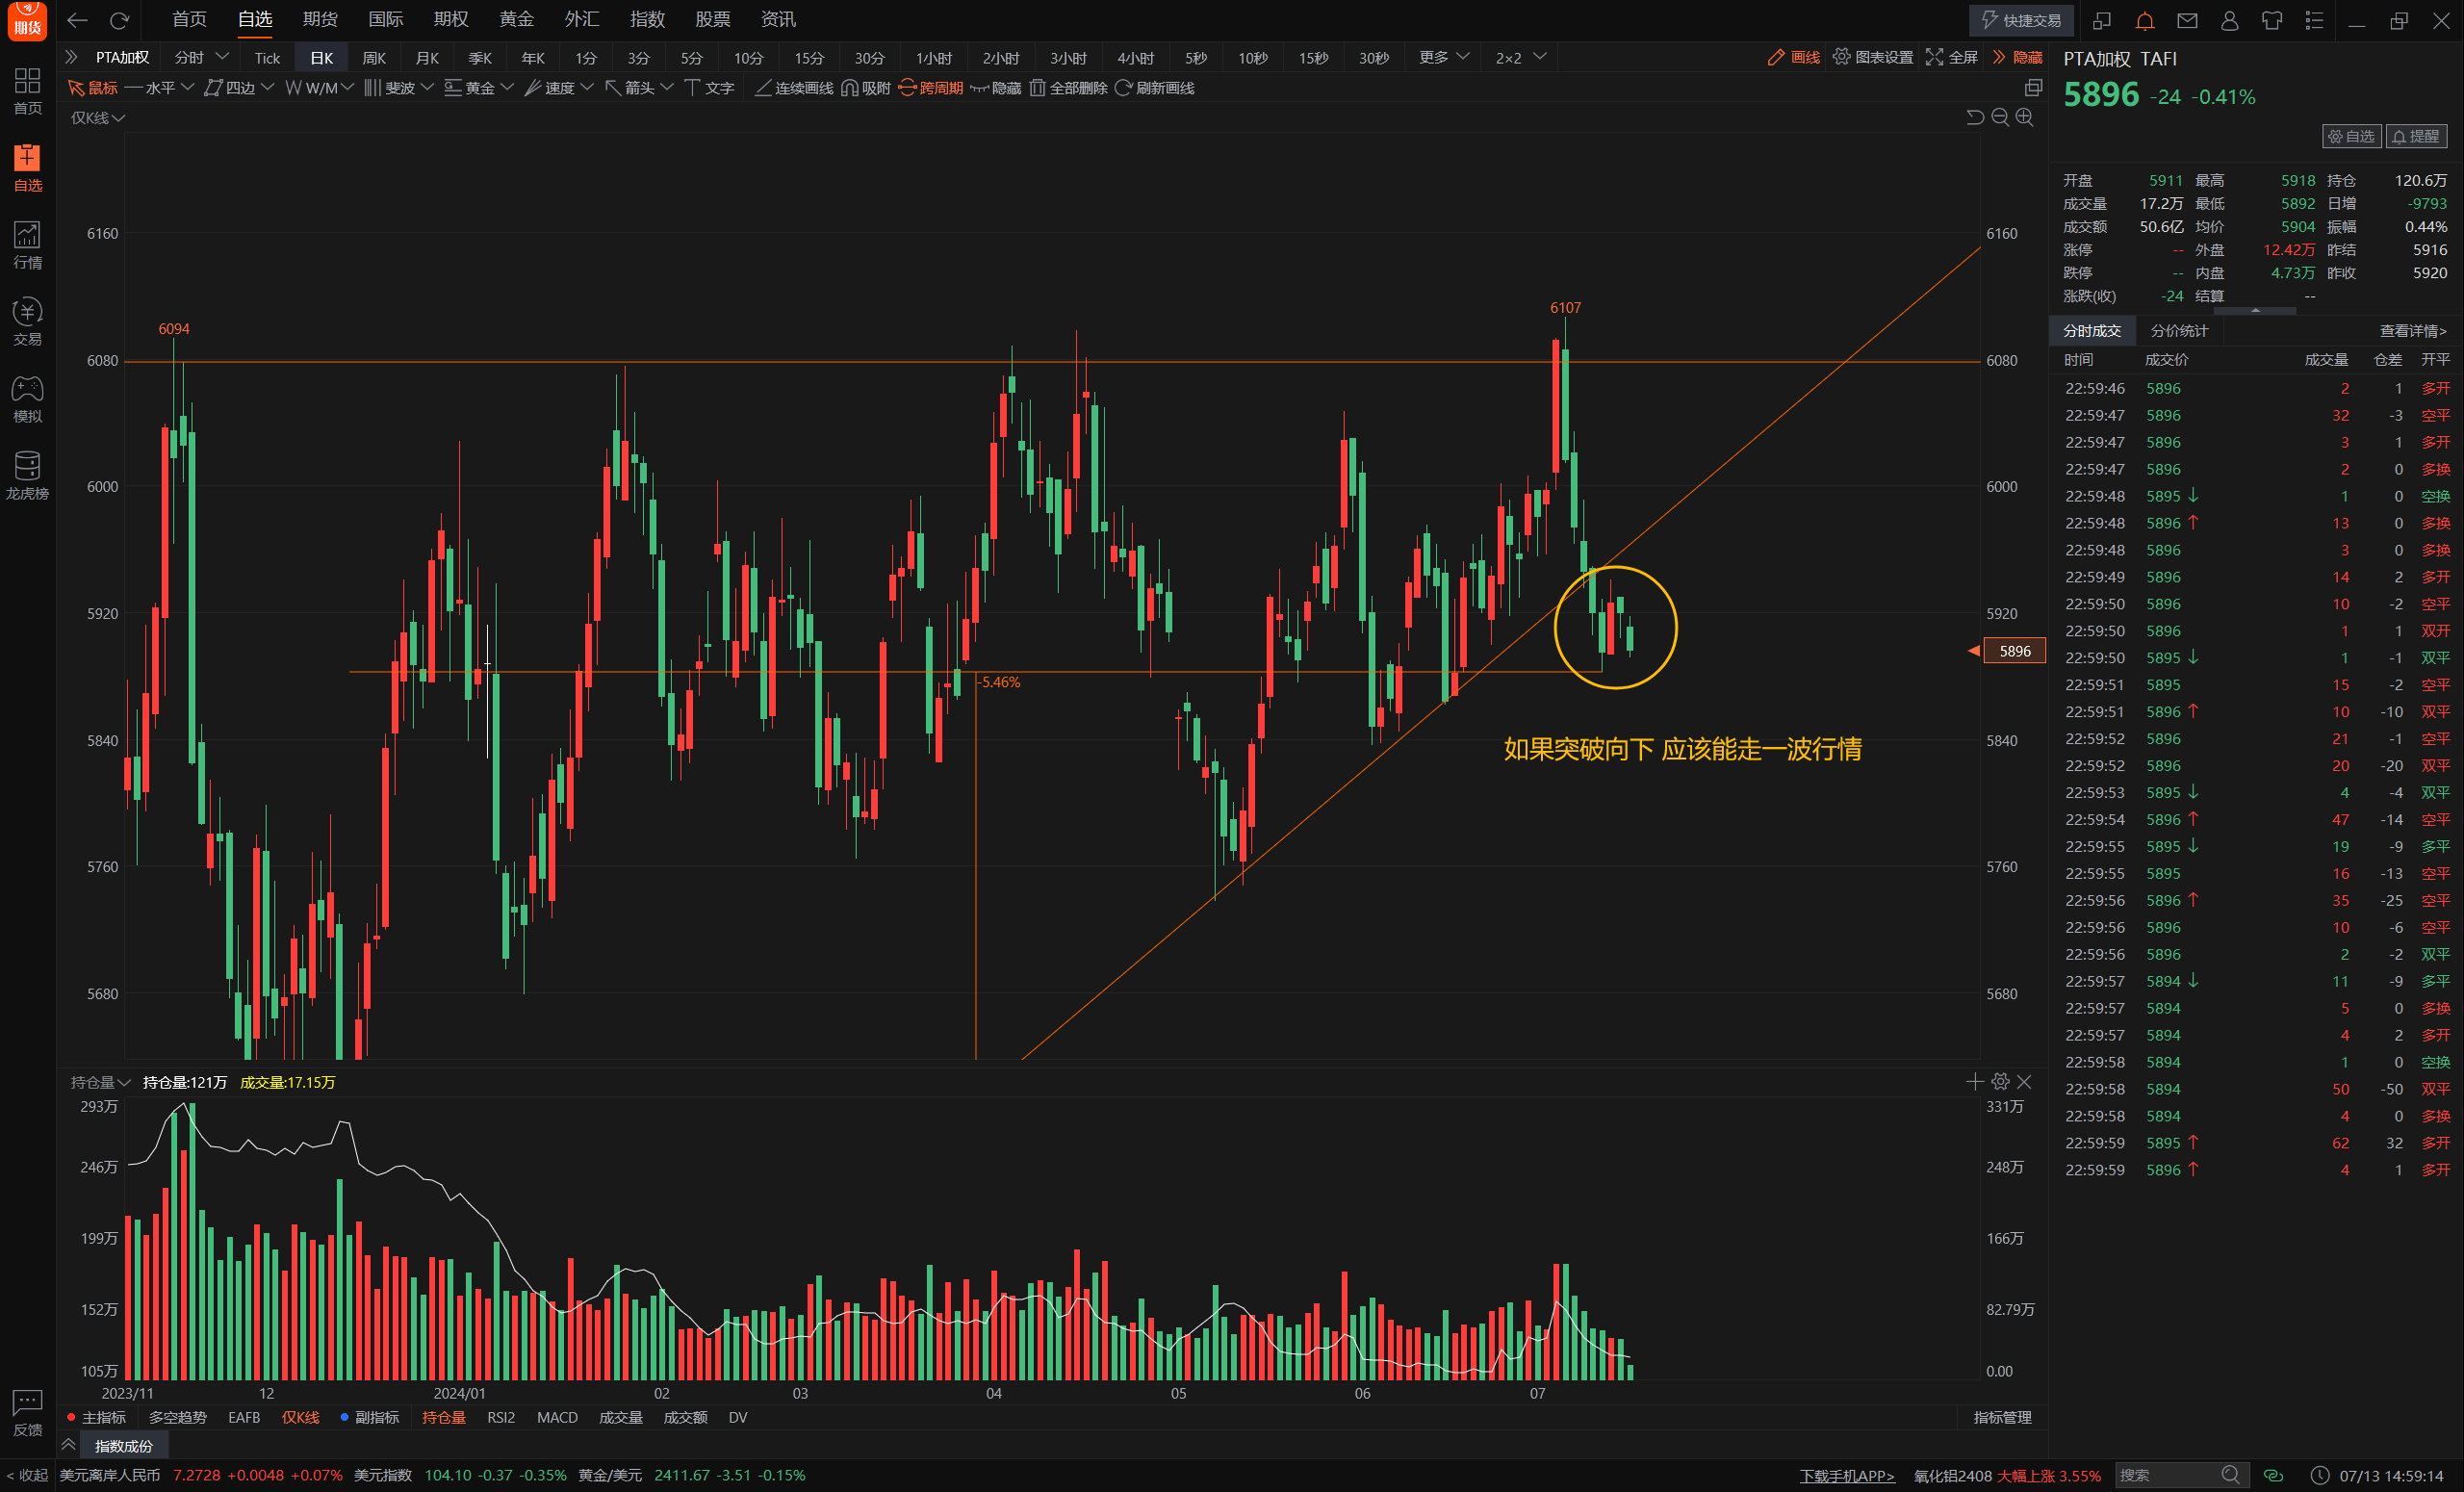 期货
首页 自选 期货 国际 期权 黄金 外汇 指数 股票 资讯 快捷交易
PTA加权 分时 Tick 日K 周K 月K 季K 年K 1分 3分 5分 10分 15分 30分 1小时 2小时 3小时 4小时 5秒 10秒 15秒 30秒 更多 2×2 画线 图表设置 全屏 隐藏
鼠标 水平 四边 W/M 斐波 黄金 速度 箭头 文字 连续画线 吸附 跨周期 隐藏 全部删除 刷新画线
首页
自选
行情
交易
模拟
龙虎榜
反馈
< 收起
仅K线
6160 6160
6107
6094
6080 6080
6000 6000
5920 5920
5896
-5.46%
5840 5840
如果突破向下 应该能走一波行情
5760 5760
5680 5680
持仓量 持仓量:121万 成交量:17.15万
293万 331万
246万 248万
199万 166万
152万 82.79万
105万 0.00
2023/11 12 2024/01 02 03 04 05 06 07
主指标 多空趋势 EAFB 仅K线 副指标 持仓量 RSI2 MACD 成交量 成交额 DV 指标管理
指数成份
PTA加权 TAFI
5896 -24 -0.41%
自选 提醒
开盘 5911 最高 5918 持仓 120.6万
成交量 17.2万 最低 5892 日增 -9793
成交额 50.6亿 均价 5904 振幅 0.44%
涨停 -- 外盘 12.42万 昨结 5916
跌停 -- 内盘 4.73万 昨收 5920
涨跌(收) -24 结算 --
分时成交 分价统计 查看详情>
时间 成交价 成交量 仓差 开平
22:59:46 5896 2 1 多开
22:59:47 5896 32 -3 空平
22:59:47 5896 3 1 多开
22:59:47 5896 2 0 多换
22:59:48 5895 ↓ 1 0 空换
22:59:48 5896 ↑ 13 0 多换
22:59:48 5896 3 0 多换
22:59:49 5896 14 2 多开
22:59:50 5896 10 -2 空平
22:59:50 5896 1 1 双开
22:59:50 5895 ↓ 1 -1 双平
22:59:51 5895 15 -2 空平
22:59:51 5896 ↑ 10 -10 双平
22:59:52 5896 21 -1 空平
22:59:52 5896 20 -20 双平
22:59:53 5895 ↓ 4 -4 双平
22:59:54 5896 ↑ 47 -14 空平
22:59:55 5895 ↓ 19 -9 多平
22:59:55 5895 16 -13 空平
22:59:56 5896 ↑ 35 -25 空平
22:59:56 5896 10 -6 空平
22:59:56 5896 2 -2 双平
22:59:57 5894 ↓ 11 -9 多平
22:59:57 5894 5 0 多换
22:59:57 5894 4 2 多开
22:59:58 5894 1 0 空换
22:59:58 5894 50 -50 双平
22:59:58 5894 4 0 多换
22:59:59 5895 ↑ 62 32 多开
22:59:59 5896 ↑ 4 1 多开
美元离岸人民币 7.2728 +0.0048 +0.07% 美元指数 104.10 -0.37 -0.35% 黄金/美元 2411.67 -3.51 -0.15% 下载手机APP> 氧化铝2408 大幅上涨 3.55% 搜索 07/13 14:59:14